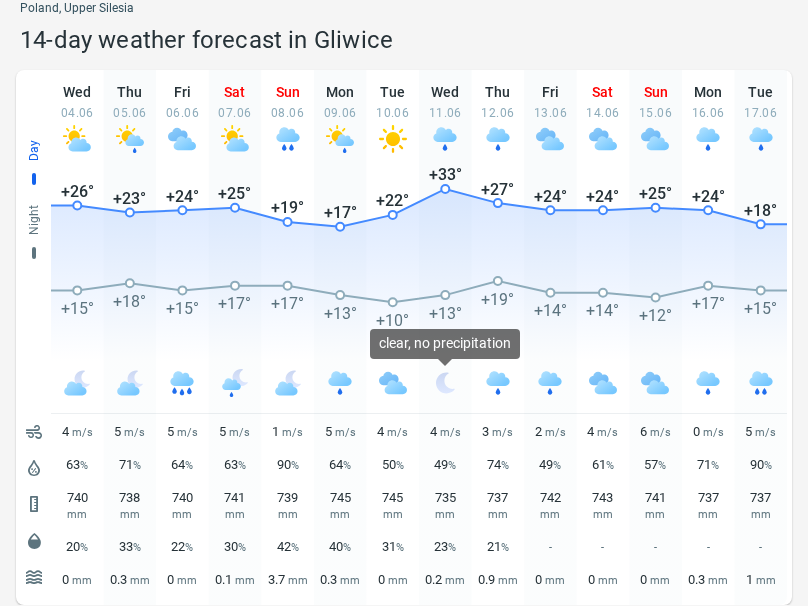 Poland, Upper Silesia
14-day weather forecast in Gliwice
Wed Thu Fri Sat Sun Mon Tue Wed Thu Fri Sat Sun Mon Tue
04.06 05.06 06.06 07.06 08.06 09.06 10.06 11.06 12.06 13.06 14.06 15.06 16.06 17.06
Day
+26° +23° +24° +25° +19° +17° +22° +33° +27° +24° +24° +25° +24° +18°
Night
+15° +18° +15° +17° +17° +13° +10° +13° +19° +14° +14° +12° +17° +15°
clear, no precipitation
4 m/s 5 m/s 5 m/s 5 m/s 1 m/s 5 m/s 4 m/s 4 m/s 3 m/s 2 m/s 4 m/s 6 m/s 0 m/s 5 m/s
63% 71% 64% 63% 90% 64% 50% 49% 74% 49% 61% 57% 71% 90%
740 738 740 741 739 745 745 735 737 742 743 741 737 737
mm mm mm mm mm mm mm mm mm mm mm mm mm mm
20% 33% 22% 30% 42% 40% 31% 23% 21% - - - - -
0 mm 0.3 mm 0 mm 0.1 mm 3.7 mm 0.3 mm 0 mm 0.2 mm 0.9 mm 0 mm 0 mm 0 mm 0.3 mm 1 mm